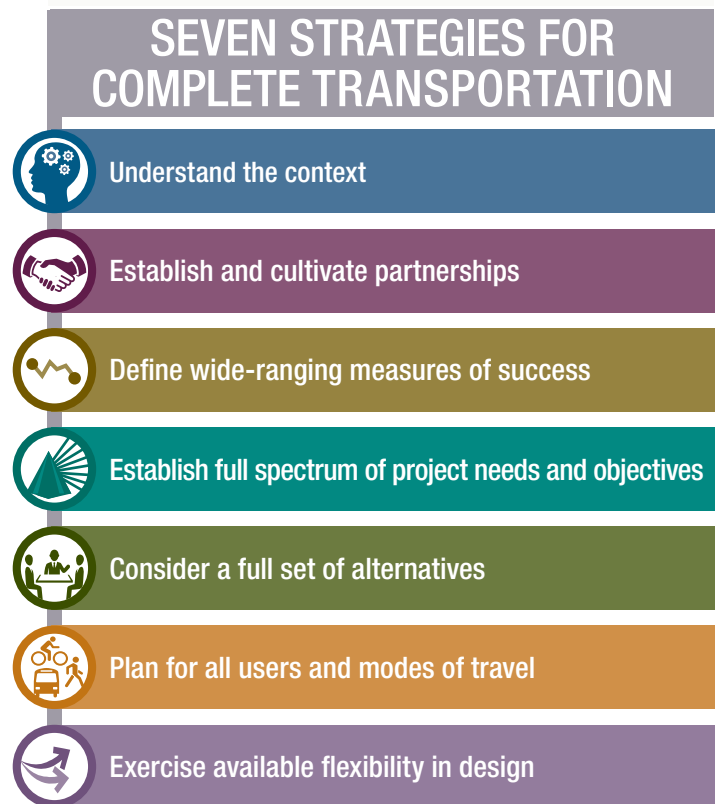 SEVEN STRATEGIES FOR
COMPLETE TRANSPORTATION
Understand the context
Establish and cultivate partnerships
Define wide-ranging measures of success
Establish full spectrum of project needs and objectives
Consider a full set of alternatives
Plan for all users and modes of travel
Exercise available flexibility in design